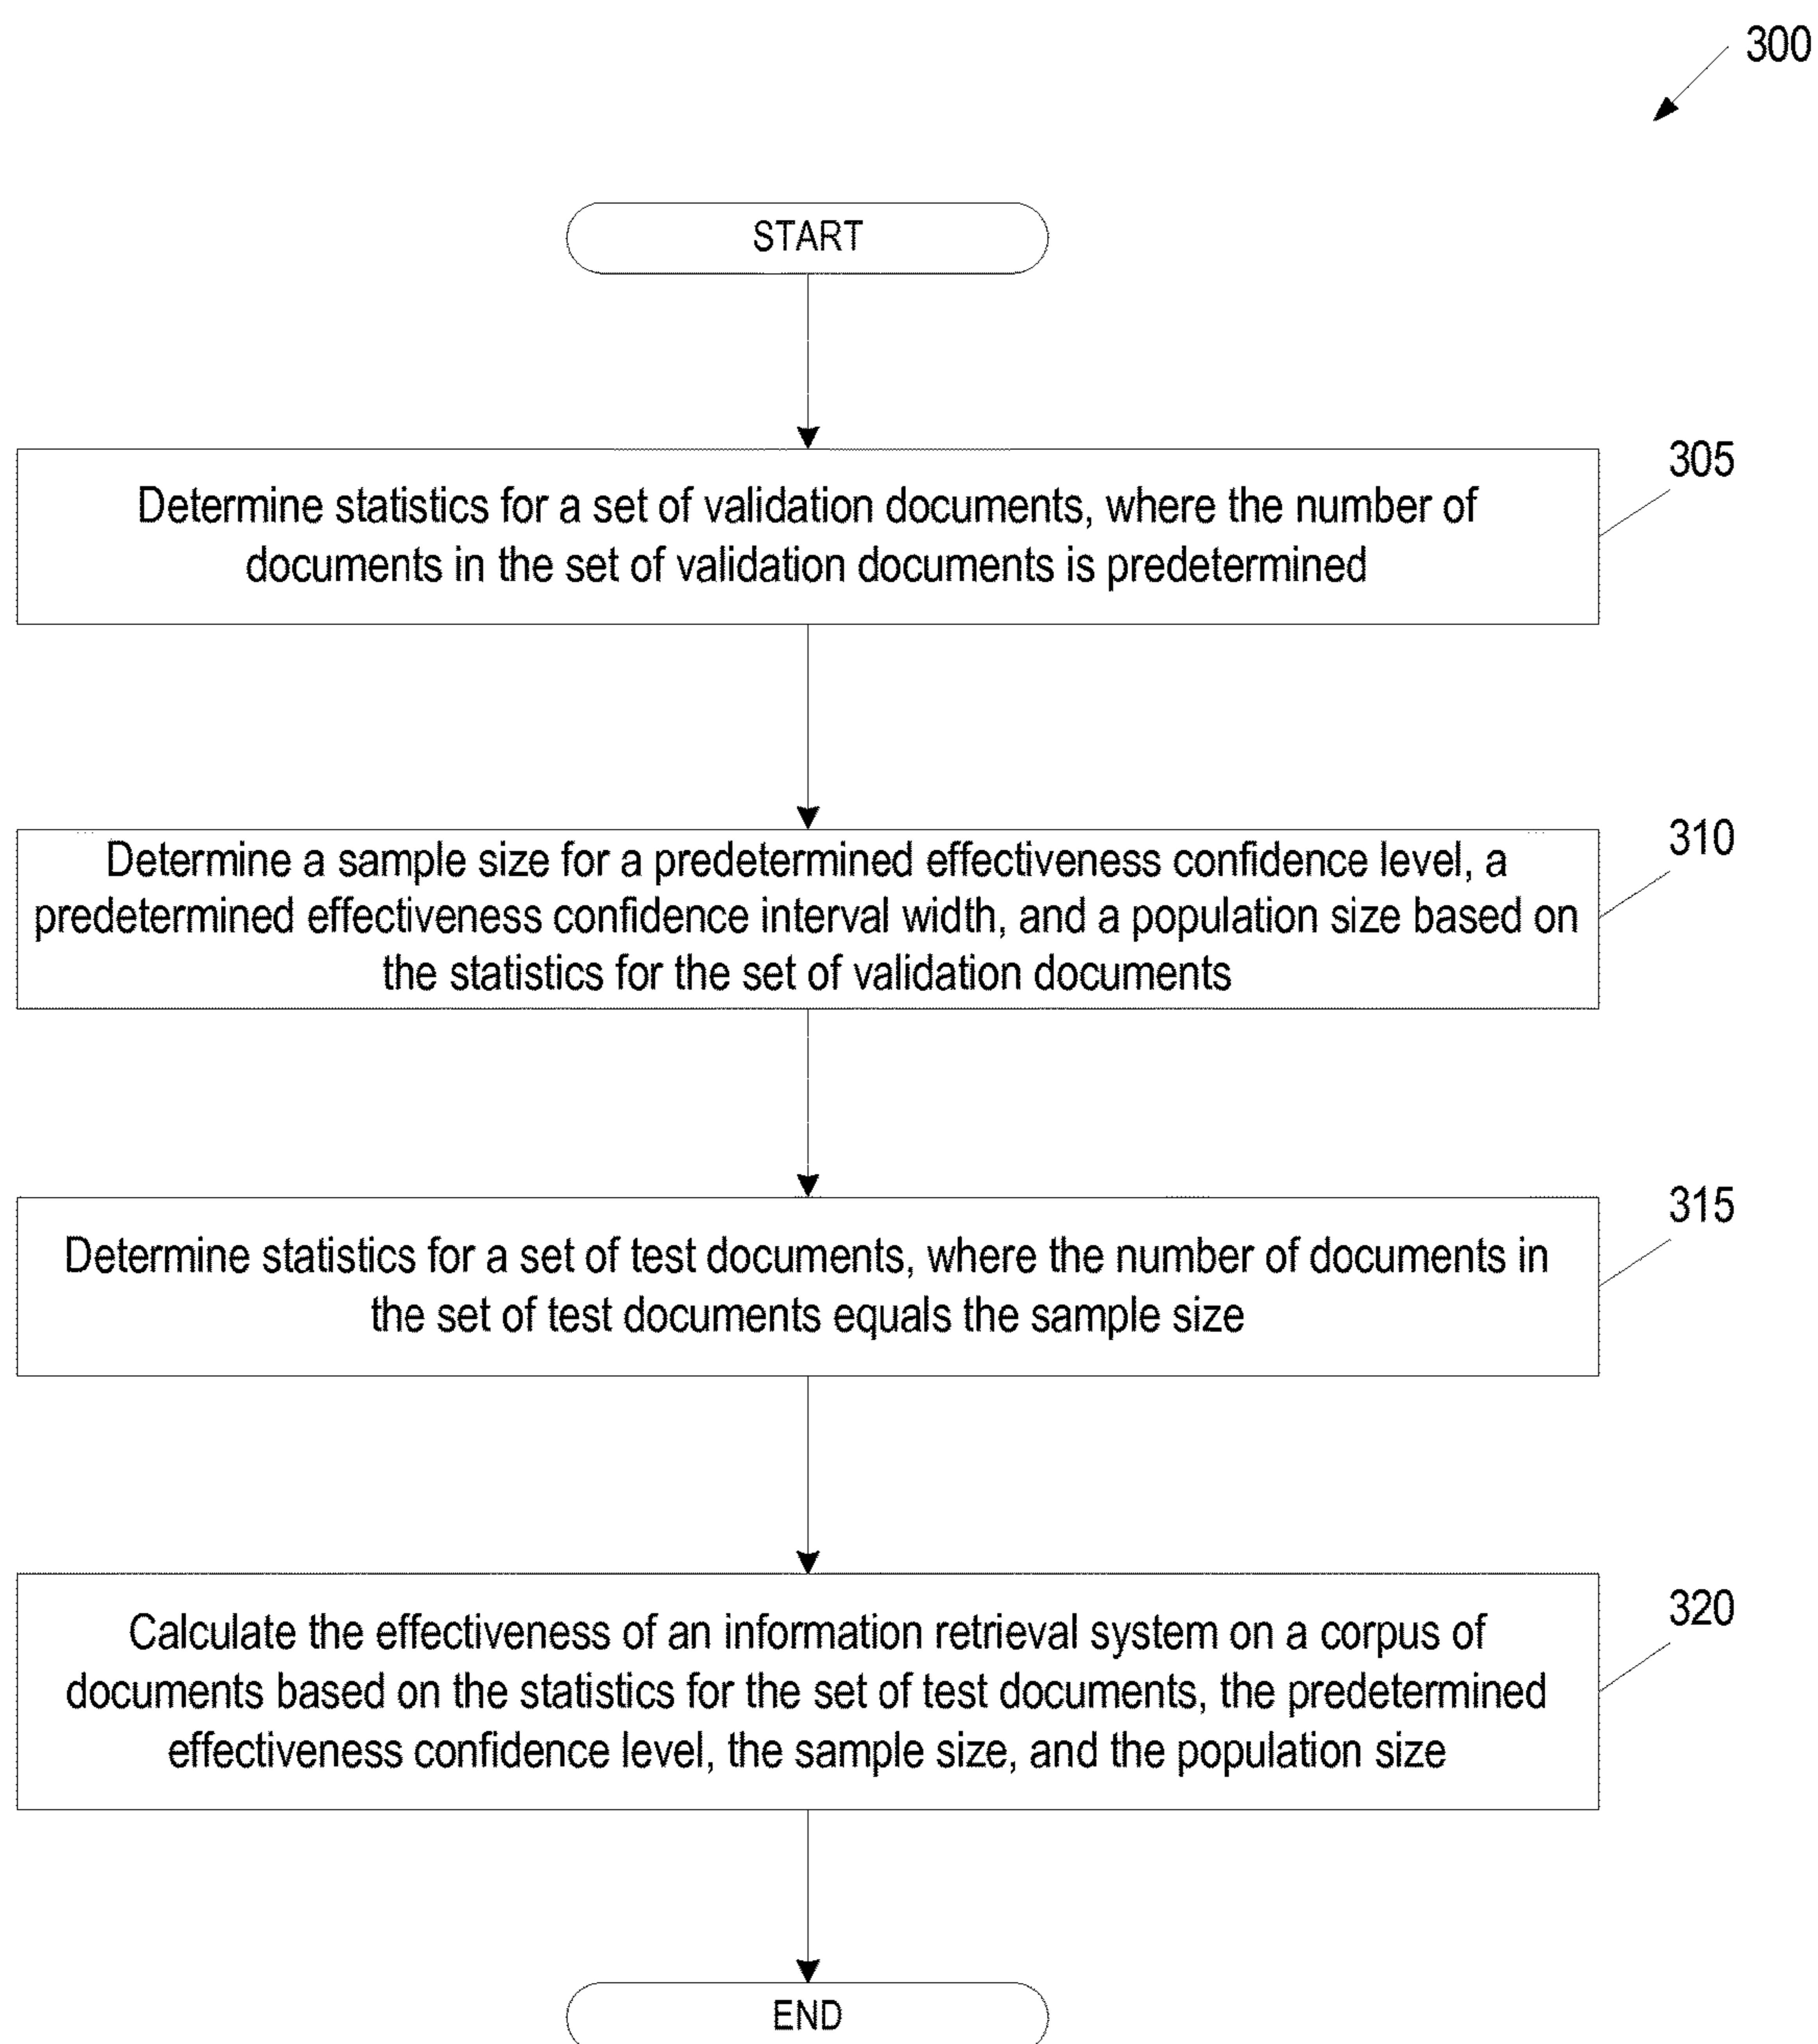 300
START
305
Determine statistics for a set of validation documents, where the number of
documents in the set of validation documents is predetermined
310
Determine a sample size for a predetermined effectiveness confidence level, a
predetermined effectiveness confidence interval width, and a population size based on
the statistics for the set of validation documents
315
Determine statistics for a set of test documents, where the number of documents in
the set of test documents equals the sample size
320
Calculate the effectiveness of an information retrieval system on a corpus of
documents based on the statistics for the set of test documents, the predetermined
effectiveness confidence level, the sample size, and the population size
END